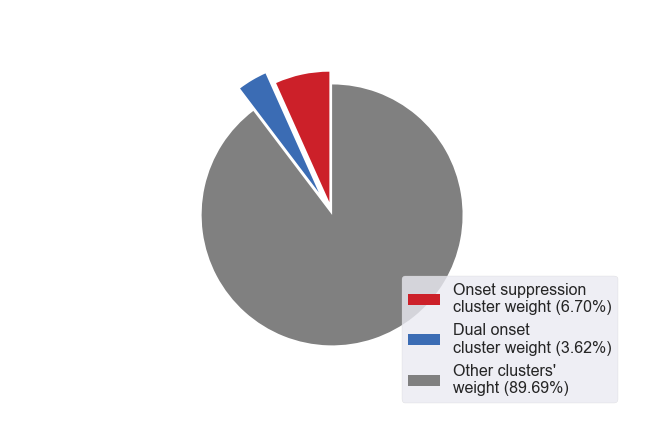 Onset suppression
cluster weight (6.70%)
Dual onset
cluster weight (3.62%)
Other clusters'
weight (89.69%)